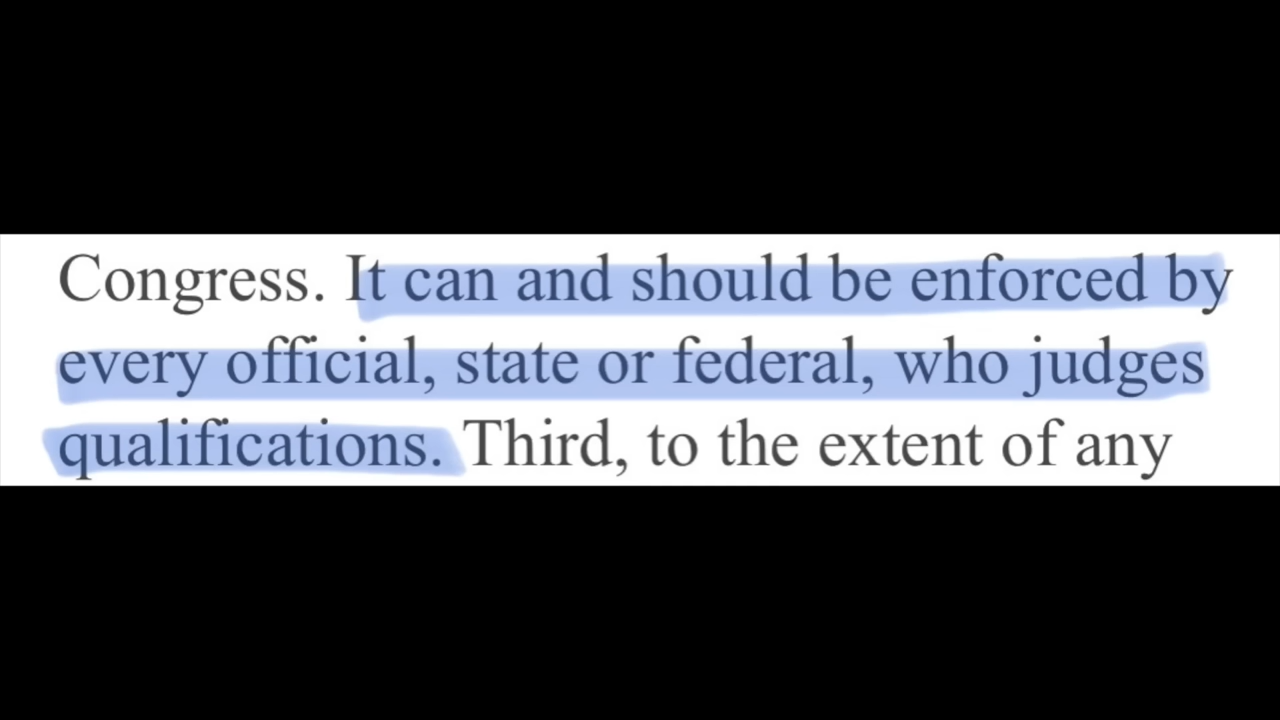 Congress. It can and should be enforced by
every official, state or federal, who judges
qualifications. Third, to the extent of any